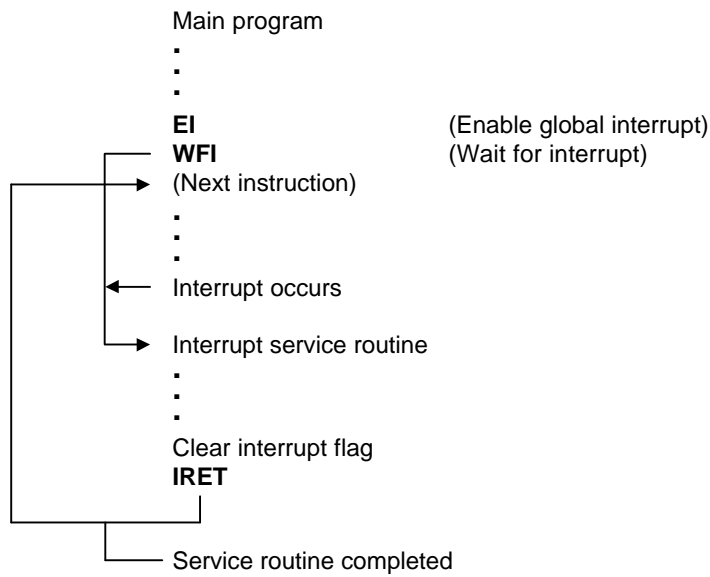 Main program
EI (Enable global interrupt)
WFI (Wait for interrupt)
(Next instruction)
Interrupt occurs
Interrupt service routine
Clear interrupt flag
IRET
Service routine completed